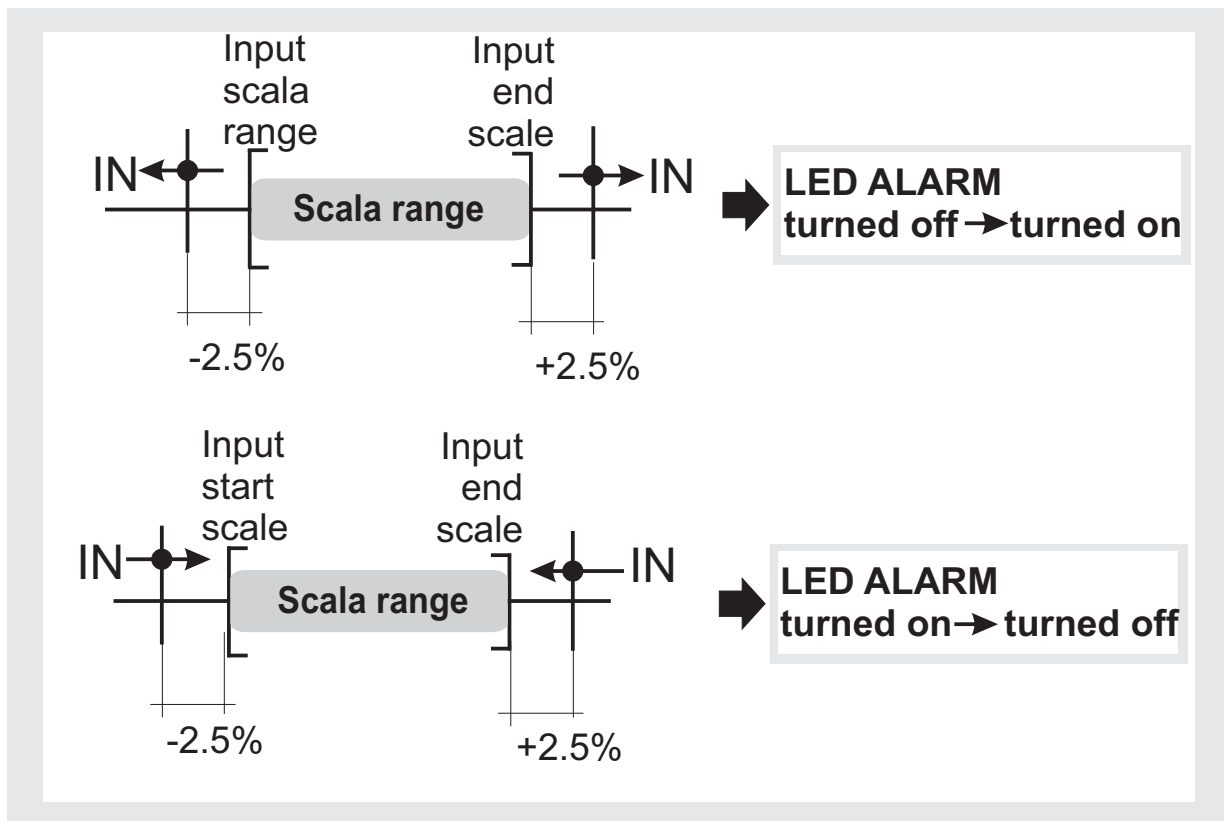 Input
scala
range
Input
end
scale
IN
IN
Scala range
LED ALARM
turned off → turned on
-2.5%
+2.5%
Input
start
scale
Input
end
scale
IN
IN
Scala range
LED ALARM
turned on → turned off
-2.5%
+2.5%